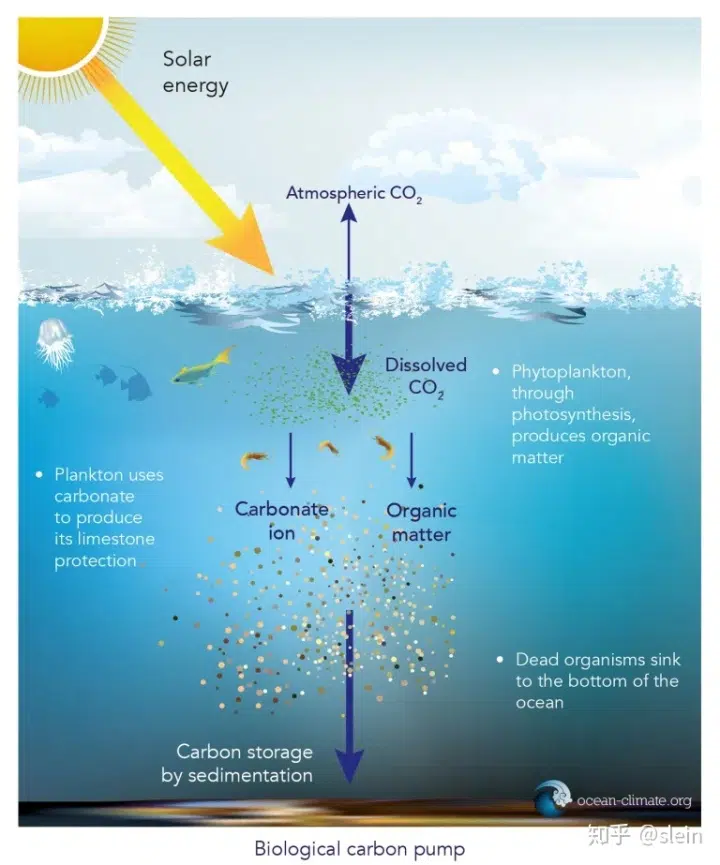 Solar
energy
Atmospheric CO₂
Dissolved
CO₂
• Phytoplankton,
through
photosynthesis,
produces organic
matter
• Plankton uses
carbonate
to produce
its limestone
protection
Carbonate
ion
Organic
matter
• Dead organisms sink
to the bottom of the
ocean
Carbon storage
by sedimentation
ocean-climate.org
知乎 @slein
Biological carbon pump